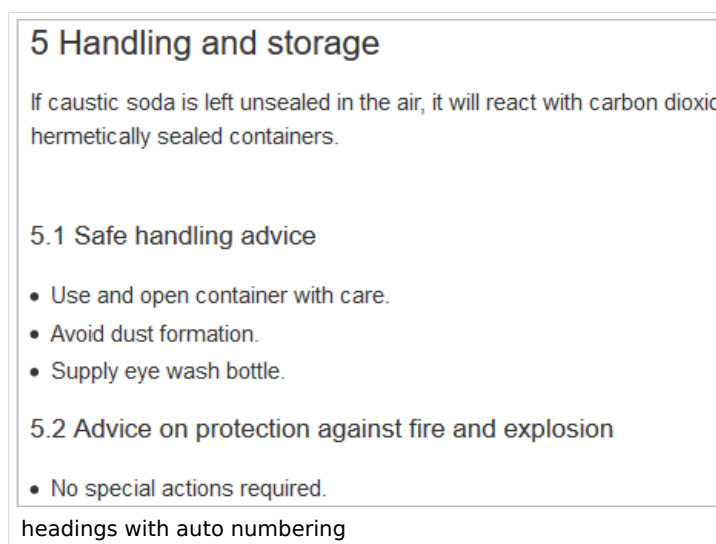 5 Handling and storage
If caustic soda is left unsealed in the air, it will react with carbon
hermetically sealed containers.
5.1 Safe handling advice
• Use and open container with care.
• Avoid dust formation.
• Supply eye wash bottle.
5.2 Advice on protection against fire and explosion
• No special actions required.
headings with auto numbering